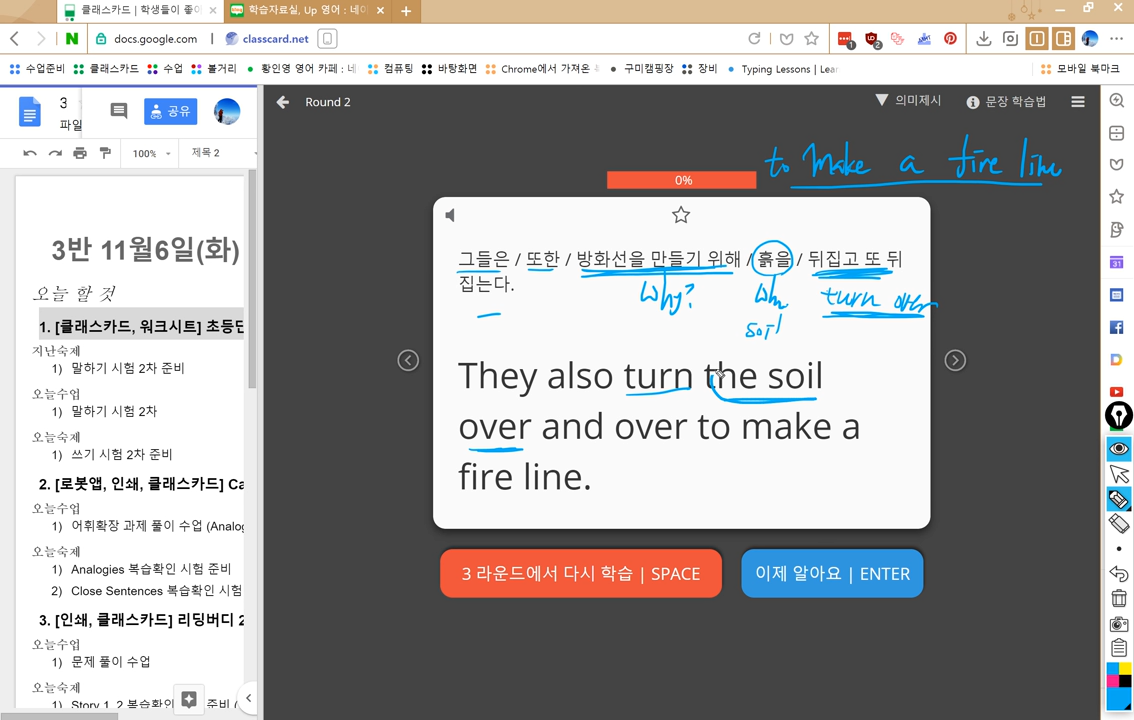 클래스카드 | 학생들이 좋아
학습자료실, Up 영어 : 네이
docs.google.com | classcard.net
수업준비 클래스카드 수업 볼거리 황인영 영어 카페 : 네 컴퓨팅 바탕화면 Chrome에서 가져온 구미캠핑장 장비 Typing Lessons | Lear 모바일 북마크
3
파일
공유
100% 제목 2
3반 11월6일(화)
오늘 할 것
1. [클래스카드, 워크시트] 초등단
지난숙제
1) 말하기 시험 2차 준비
오늘수업
1) 말하기 시험 2차
오늘숙제
1) 쓰기 시험 2차 준비
2. [로봇앱, 인쇄, 클래스카드] Ca
오늘수업
1) 어휘확장 과제 풀이 수업 (Analog
오늘숙제
1) Analogies 복습확인 시험 준비
2) Close Sentences 복습확인 시험
3. [인쇄, 클래스카드] 리딩버디 2
오늘수업
1) 문제 풀이 수업
오늘숙제
1) Story 1, 2 복습확인 준비 (
Round 2
의미제시
문장 학습법
to make a fire line
0%
그들은 / 또한 / 방화선을 만들기 위해 / 흙을 / 뒤집고 또 뒤
집는다.
Why?
turn over
soil
They also turn the soil
over and over to make a
fire line.
3 라운드에서 다시 학습 | SPACE
이제 알아요 | ENTER